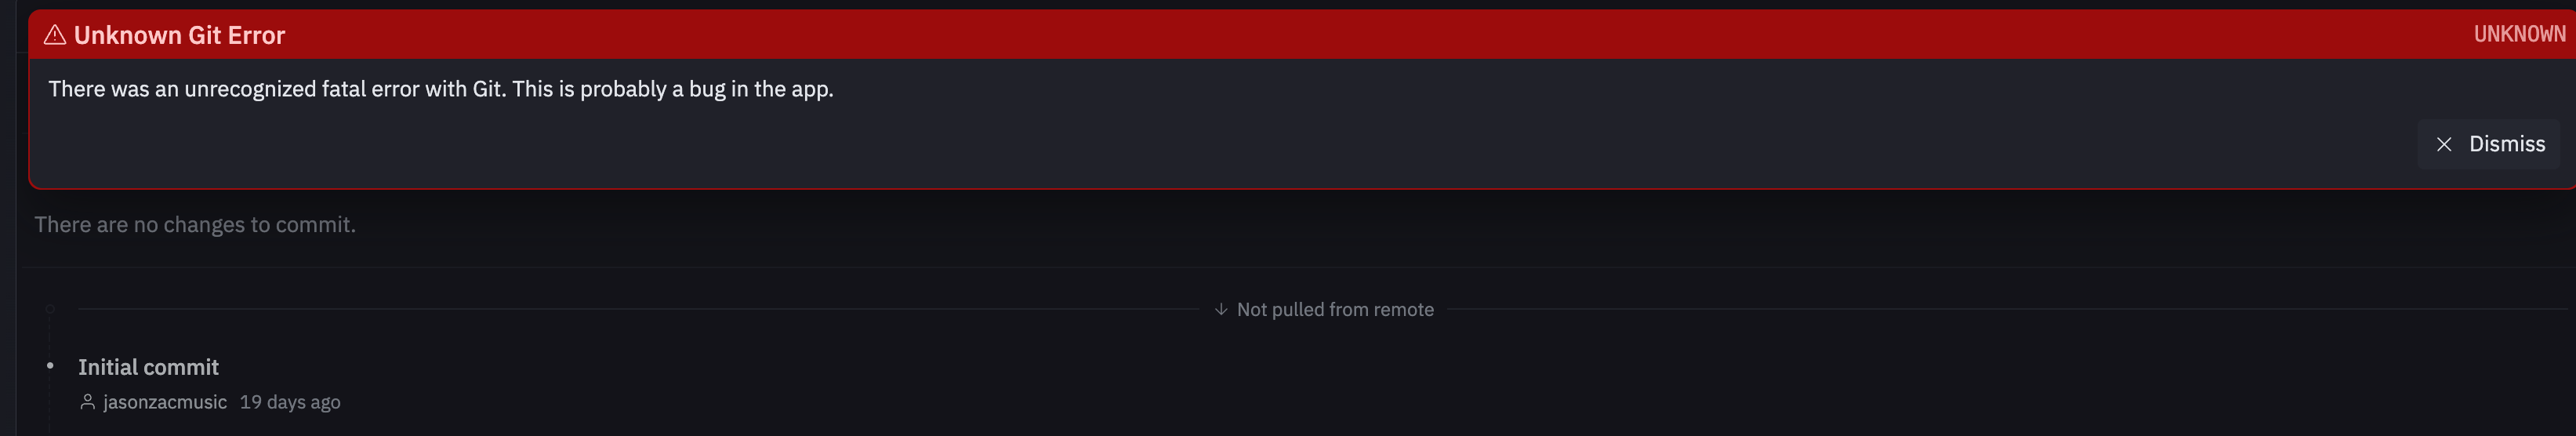 Unknown Git Error
UNKNOWN
There was an unrecognized fatal error with Git. This is probably a bug in the app.
Dismiss
There are no changes to commit.
Not pulled from remote
Initial commit
jasonzacmusic 19 days ago